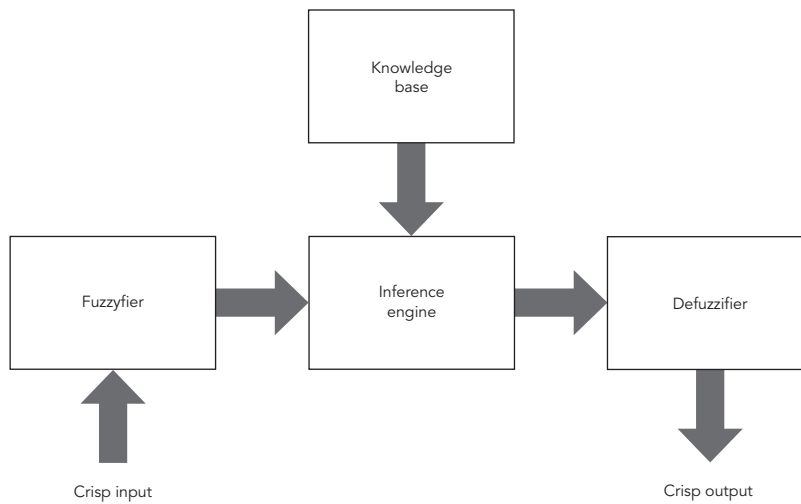 Knowledge
base
Fuzzyfier
Inference
engine
Defuzzifier
Crisp input
Crisp output